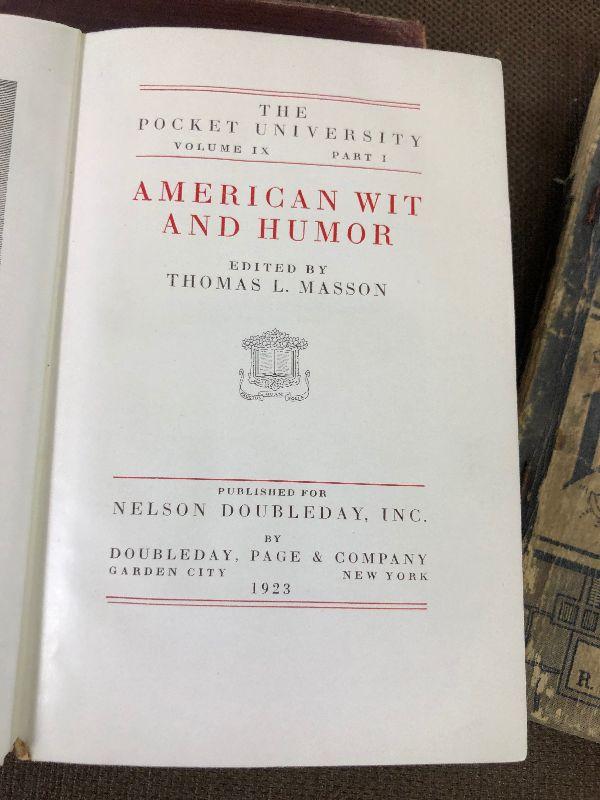 THE
POCKET UNIVERSITY
VOLUME IX PART I
AMERICAN WIT
AND HUMOR
EDITED BY
THOMAS L. MASSON
PUBLISHED FOR
NELSON DOUBLEDAY, INC.
BY
DOUBLEDAY, PAGE & COMPANY
GARDEN CITY NEW YORK
1923
R.